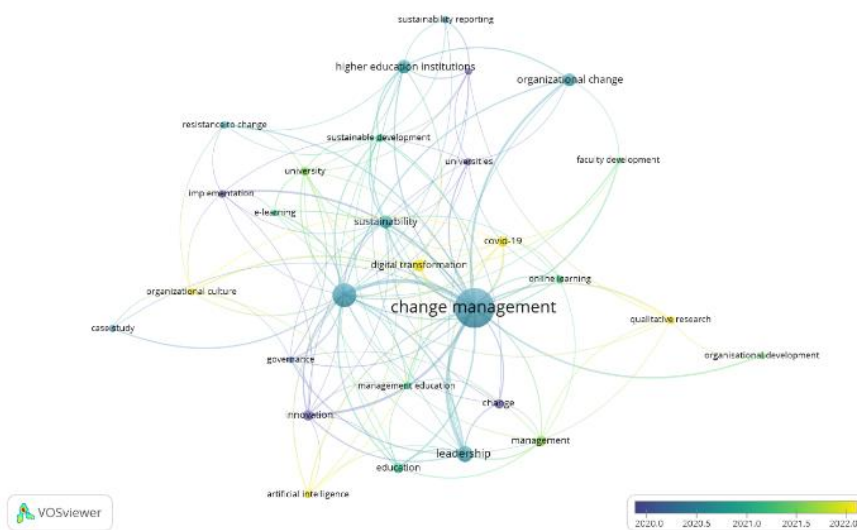 sustainability reporting
higher education institutions
organizational change
resistance to change
sustainable development
universities
faculty development
university
implementation
e-learning
sustainability
covid-19
digital transformation
online learning
organizational culture
change management
qualitative research
case study
organisational development
governance
management education
change
innovation
management
leadership
education
artificial intelligence
VOSviewer
2020.0 2020.5 2021.0 2021.5 2022.0